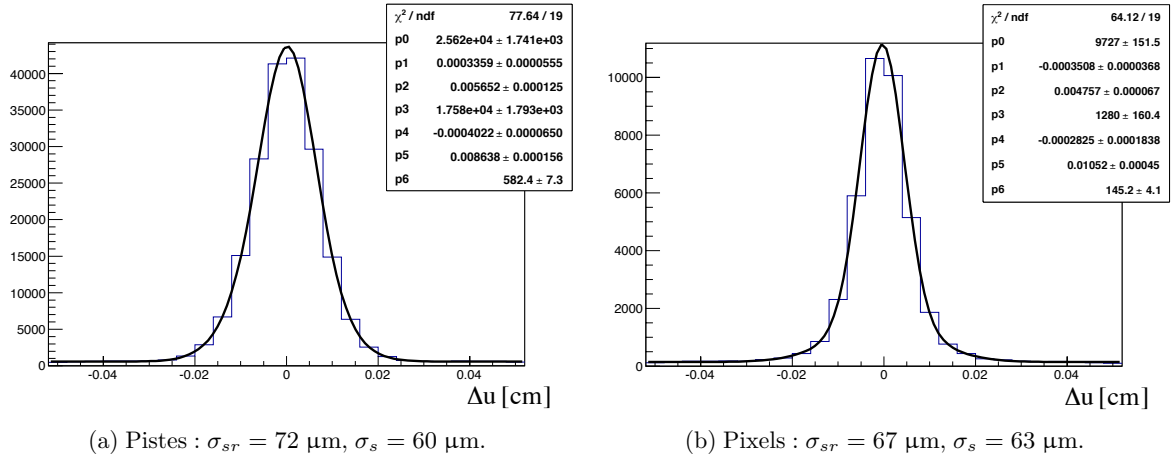 χ² / ndf 77.64 / 19
p0 2.562e+04 ± 1.741e+03
p1 0.0003359 ± 0.0000555
p2 0.005652 ± 0.000125
p3 1.758e+04 ± 1.793e+03
p4 -0.0004022 ± 0.0000650
p5 0.008638 ± 0.000156
p6 582.4 ± 7.3
40000
35000
30000
25000
20000
15000
10000
5000
0
-0.04 -0.02 0 0.02 0.04
Δu [cm]
(a) Pistes : σsr = 72 µm, σs = 60 µm.
χ² / ndf 64.12 / 19
p0 9727 ± 151.5
p1 -0.0003508 ± 0.0000368
p2 0.004757 ± 0.000067
p3 1280 ± 160.4
p4 -0.0002825 ± 0.0001838
p5 0.01052 ± 0.00045
p6 145.2 ± 4.1
10000
8000
6000
4000
2000
0
-0.04 -0.02 0 0.02 0.04
Δu [cm]
(b) Pixels : σsr = 67 µm, σs = 63 µm.